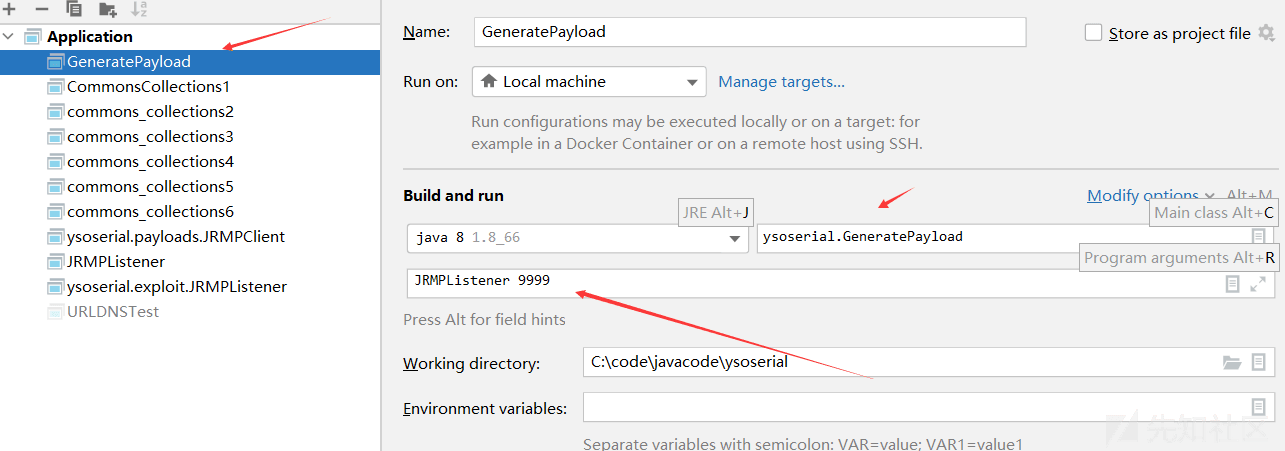 Application
GeneratePayload
CommonsCollections1
commons_collections2
commons_collections3
commons_collections4
commons_collections5
commons_collections6
ysoserial.payloads.JRMPClient
JRMPListener
ysoserial.exploit.JRMPListener
URLDNSTest
Name: GeneratePayload Store as project file
Run on: Local machine Manage targets...
Run configurations may be executed locally or on a target: for
example in a Docker Container or on a remote host using SSH.
Build and run Modify options Alt+M
JRE Alt+J Main class Alt+C
java 8 1.8_66 ysoserial.GeneratePayload
Program arguments Alt+R
JRMPListener 9999
Press Alt for field hints
Working directory: C:\code\javacode\ysoserial
Environment variables:
Separate variables with semicolon: VAR=value; VAR1=value1
先知社区